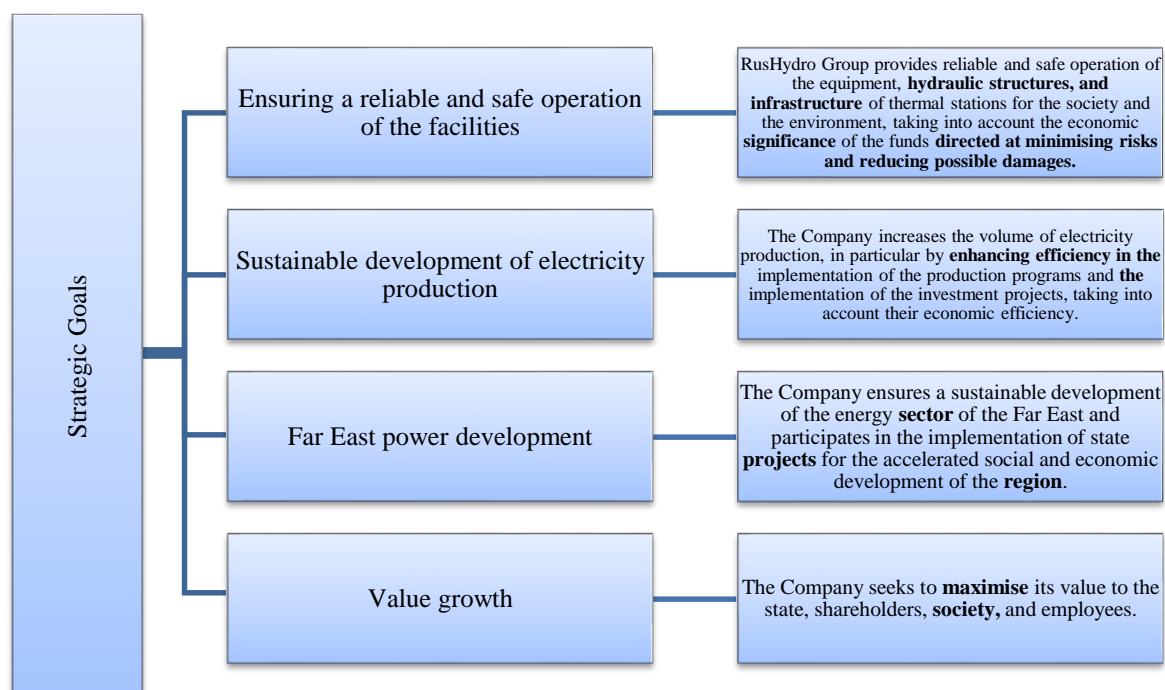 Strategic Goals
Ensuring a reliable and safe operation
of the facilities
RusHydro Group provides reliable and safe operation of
the equipment, hydraulic structures, and
infrastructure of thermal stations for the society and
the environment, taking into account the economic
significance of the funds directed at minimising risks
and reducing possible damages.
Sustainable development of electricity
production
The Company increases the volume of electricity
production, in particular by enhancing efficiency in the
implementation of the production programs and the
implementation of the investment projects, taking into
account their economic efficiency.
Far East power development
The Company ensures a sustainable development
of the energy sector of the Far East and
participates in the implementation of state
projects for the accelerated social and economic
development of the region.
Value growth
The Company seeks to maximise its value to the
state, shareholders, society, and employees.